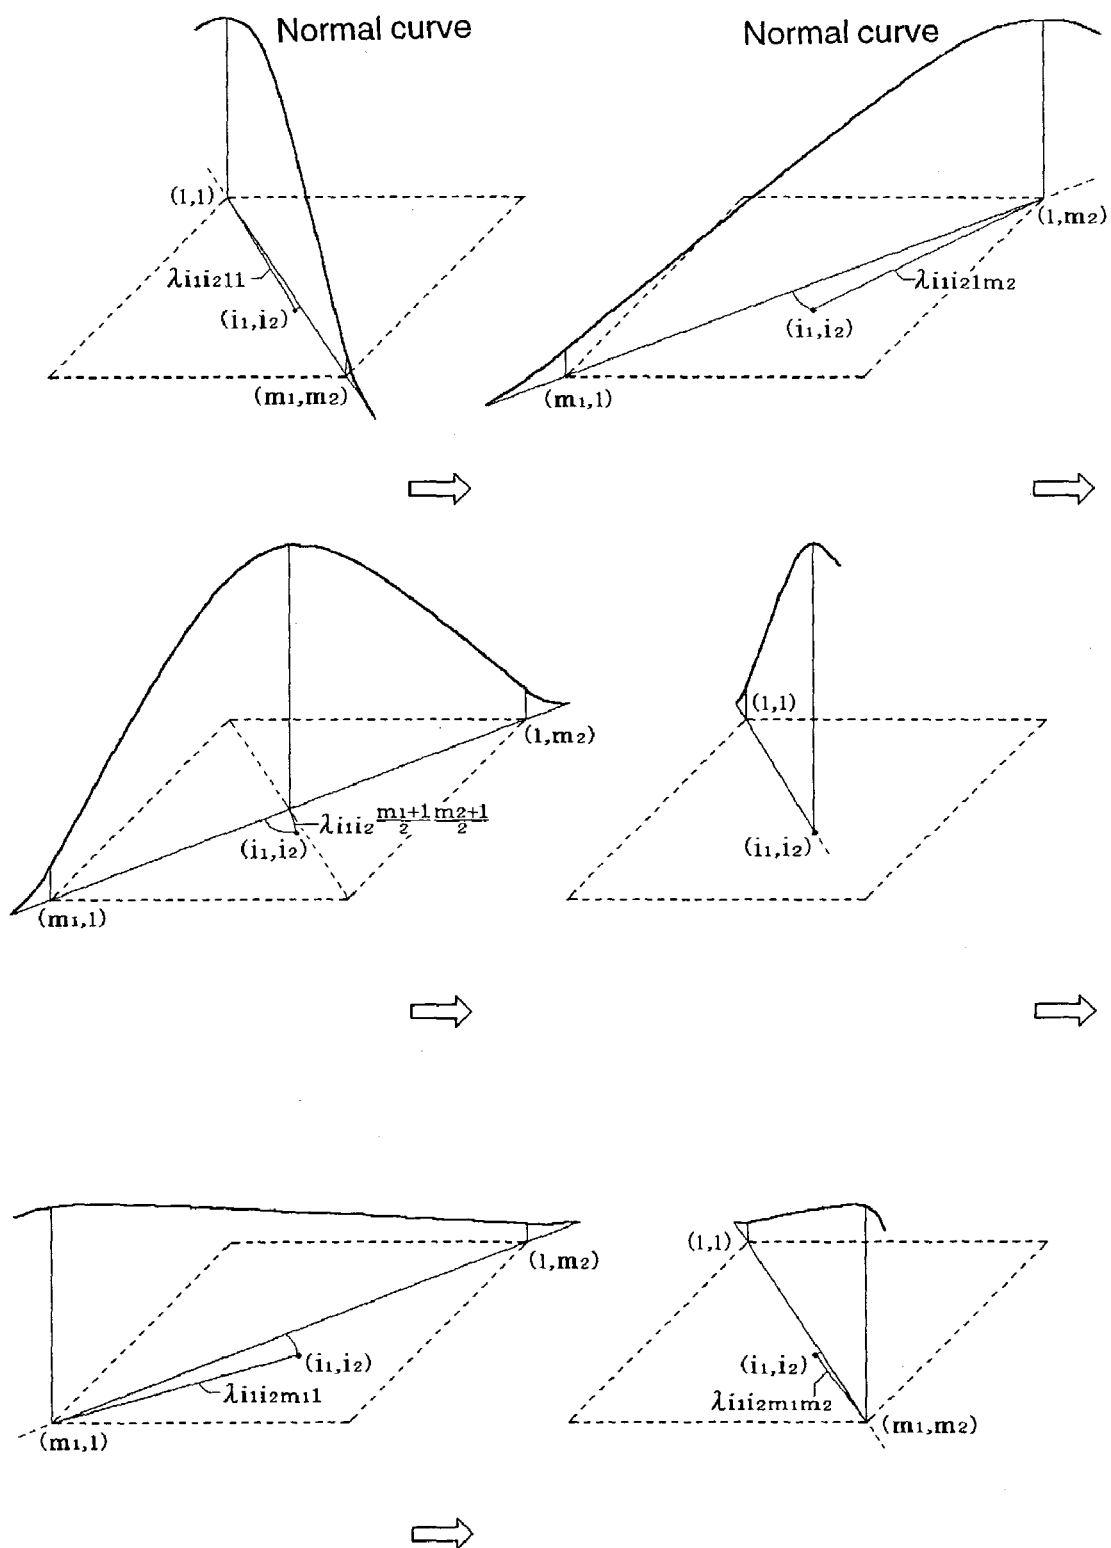 Normal curve
Normal curve
(1,1)
(1,m2)
λi1i211
λi1i21m2
(i1,i2)
(i1,i2)
(m1,m2)
(m1,1)
(1,1)
(1,m2)
λi1i2 m1+1/2 m2+1/2
(i1,i2)
(i1,i2)
(m1,1)
(1,1)
(1,m2)
(i1,i2)
(i1,i2)
λi1i2m11
λi1i2m1m2
(m1,1)
(m1,m2)